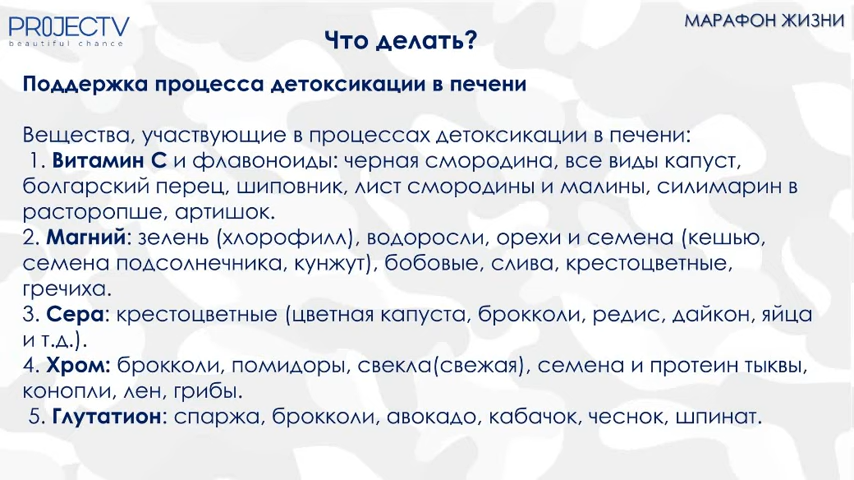 PROJECTV
beautiful chance
МАРАФОН ЖИЗНИ
Что делать?
Поддержка процесса детоксикации в печени
Вещества, участвующие в процессах детоксикации в печени:
1. Витамин С и флавоноиды: черная смородина, все виды капуст,
болгарский перец, шиповник, лист смородины и малины, силимарин в
расторопше, артишок.
2. Магний: зелень (хлорофилл), водоросли, орехи и семена (кешью,
семена подсолнечника, кунжут), бобовые, слива, крестоцветные,
гречиха.
3. Сера: крестоцветные (цветная капуста, брокколи, редис, дайкон, яйца
и т.д.).
4. Хром: брокколи, помидоры, свекла(свежая), семена и протеин тыквы,
конопли, лен, грибы.
5. Глутатион: спаржа, брокколи, авокадо, кабачок, чеснок, шпинат.